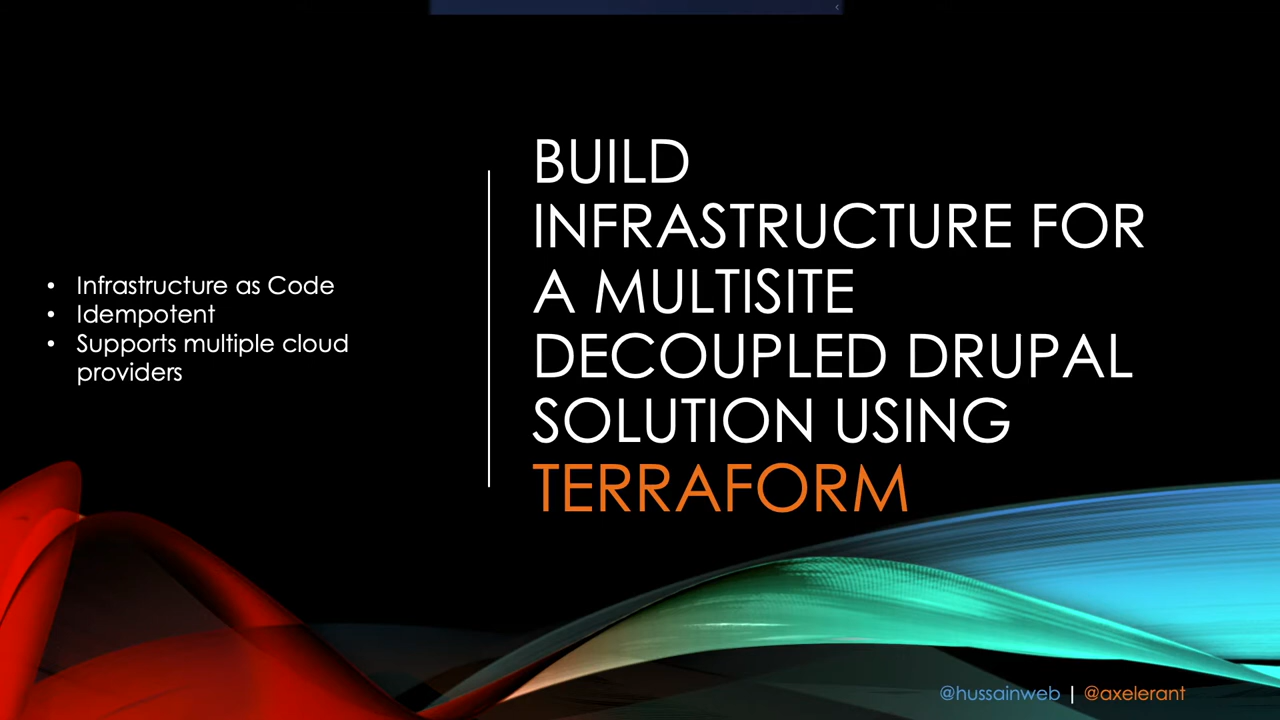 Infrastructure as Code
Idempotent
Supports multiple cloud
providers
BUILD
INFRASTRUCTURE FOR
A MULTISITE
DECOUPLED DRUPAL
SOLUTION USING
TERRAFORM
@hussainweb | @axelerant